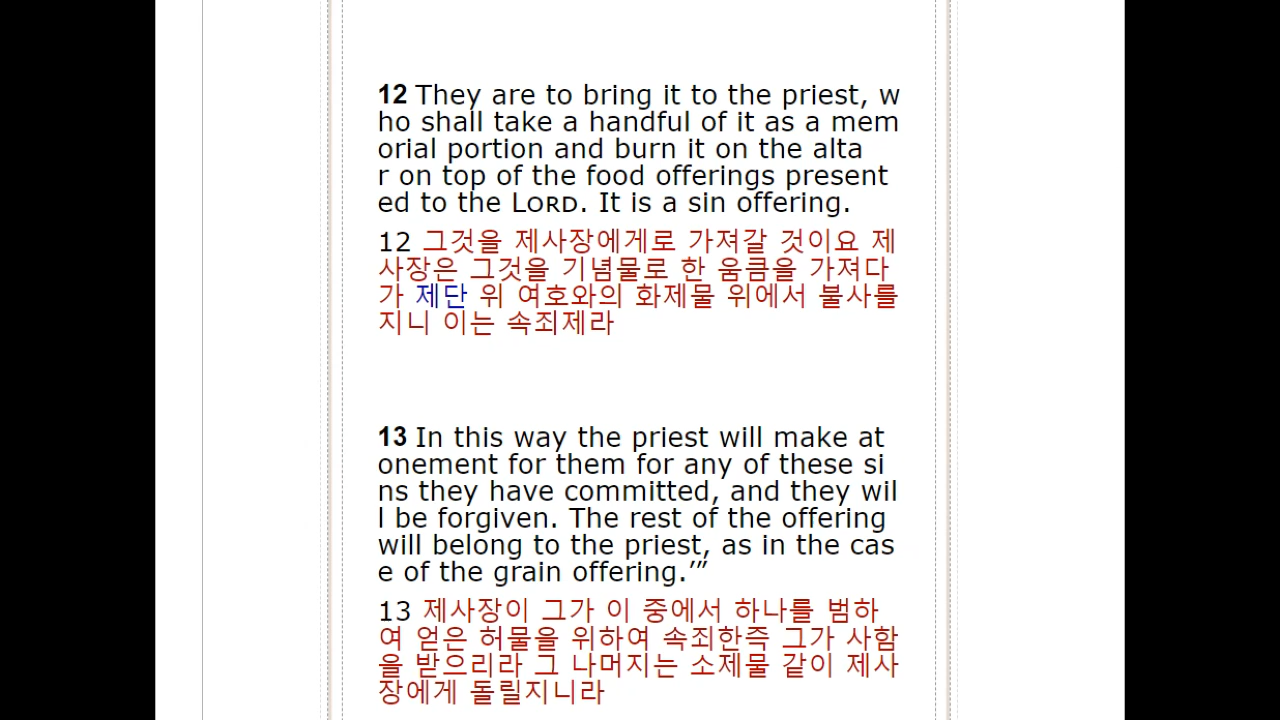 12 They are to bring it to the priest, w
ho shall take a handful of it as a mem
orial portion and burn it on the alta
r on top of the food offerings present
ed to the LORD. It is a sin offering.
12 그것을 제사장에게로 가져갈 것이요 제
사장은 그것을 기념물로 한 움큼을 가져다
가 제단 위 여호와의 화제물 위에서 불사를
지니 이는 속죄제라
13 In this way the priest will make at
onement for them for any of these si
ns they have committed, and they wil
l be forgiven. The rest of the offering
will belong to the priest, as in the cas
e of the grain offering.’”
13 제사장이 그가 이 중에서 하나를 범하
여 얻은 허물을 위하여 속죄한즉 그가 사함
을 받으리라 그 나머지는 소제물 같이 제사
장에게 돌릴지니라